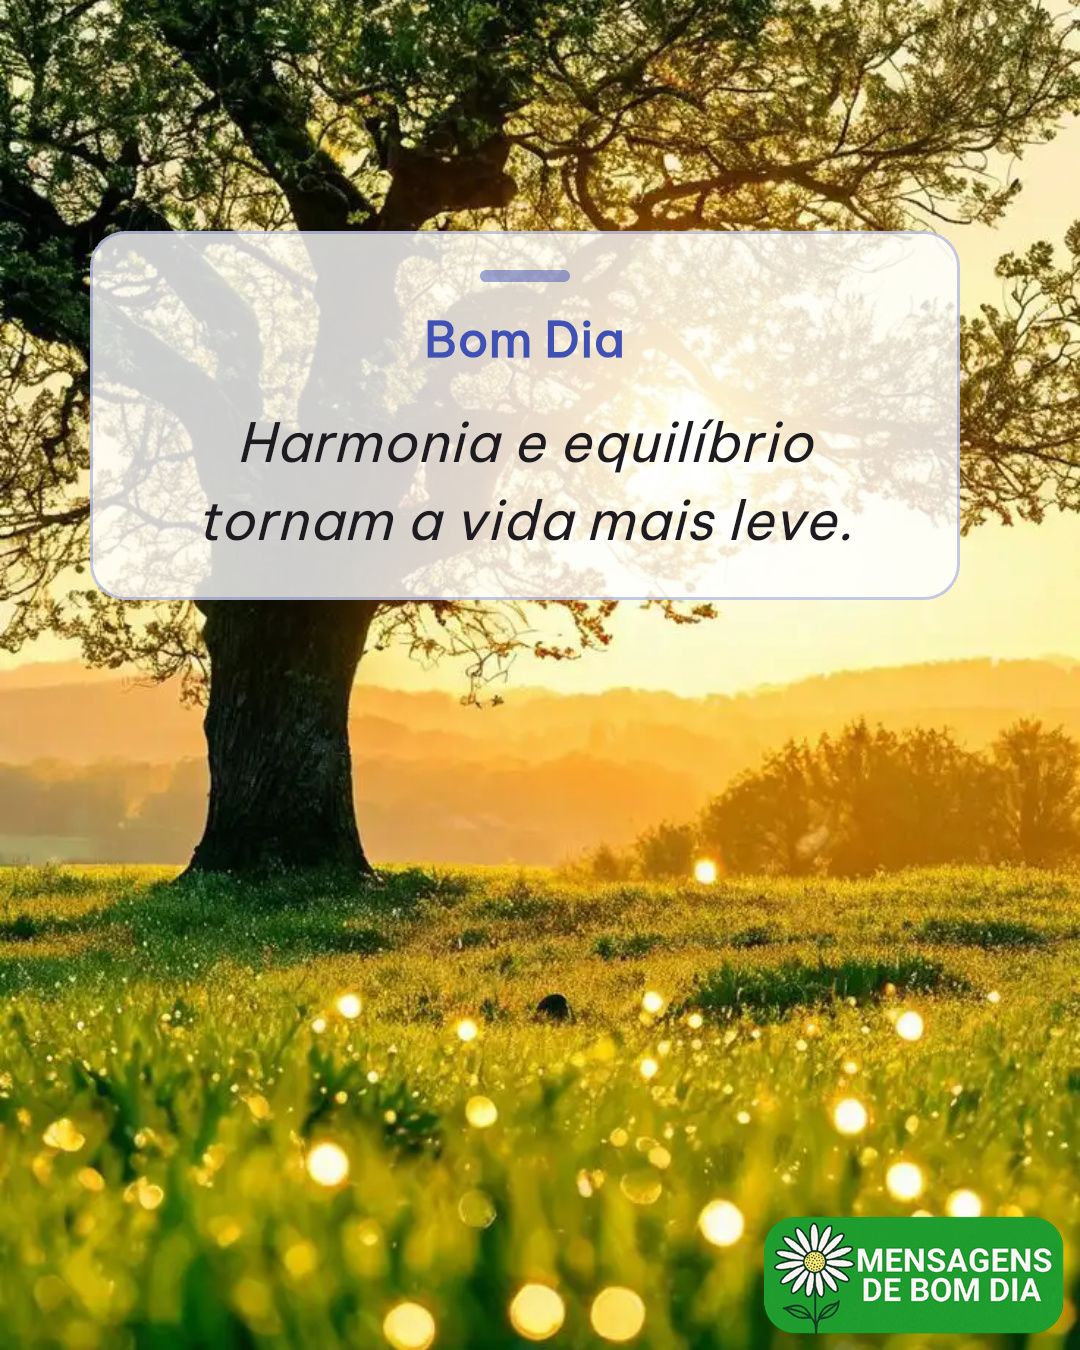 Bom Dia
Harmonia e equilíbrio
tornam a vida mais leve.
MENSAGENS
DE BOM DIA